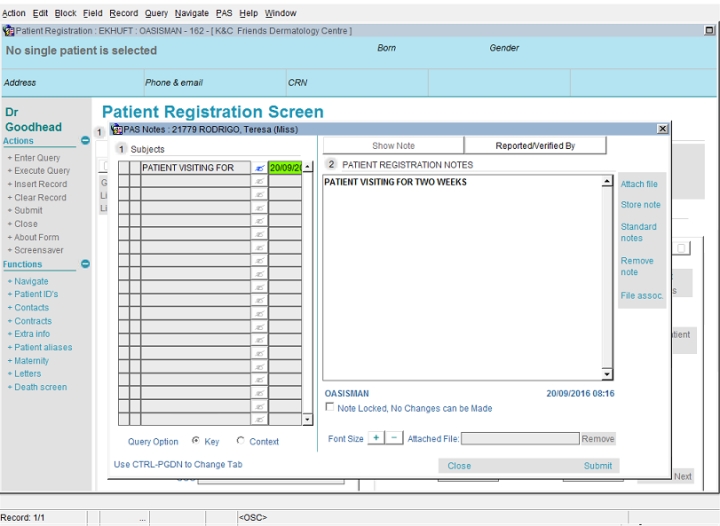 Action Edit Block Field Record Query Navigate PAS Help Window
Patient Registration : EKHUFT : OASISMAN - 162 - [ K&C Friends Dermatology Centre ]
No single patient is selected
Born
Gender
Address
Phone & email
CRN
Dr
Goodhead
Actions
+ Enter Query
+ Execute Query
+ Insert Record
+ Clear Record
+ Submit
+ Close
+ About Form
+ Screensaver
Functions
+ Navigate
+ Patient ID's
+ Contacts
+ Contracts
+ Extra info
+ Patient aliases
+ Maternity
+ Letters
+ Death screen
Patient Registration Screen
1
PAS Notes : 21779 RODRIGO, Teresa (Miss)
1 Subjects
PATIENT VISITING FOR
20/09/20
Show Note
Reported/Verified By
2 PATIENT REGISTRATION NOTES
PATIENT VISITING FOR TWO WEEKS
Attach file
Store note
Standard
notes
Remove
note
File assoc.
OASISMAN
20/09/2016 08:16
Note Locked, No Changes can be Made
Query Option Key Context
Font Size + - Attached File: Remove
Use CTRL-PGDN to Change Tab
Close
Submit
Next
Record: 1/1
...
<OSC>